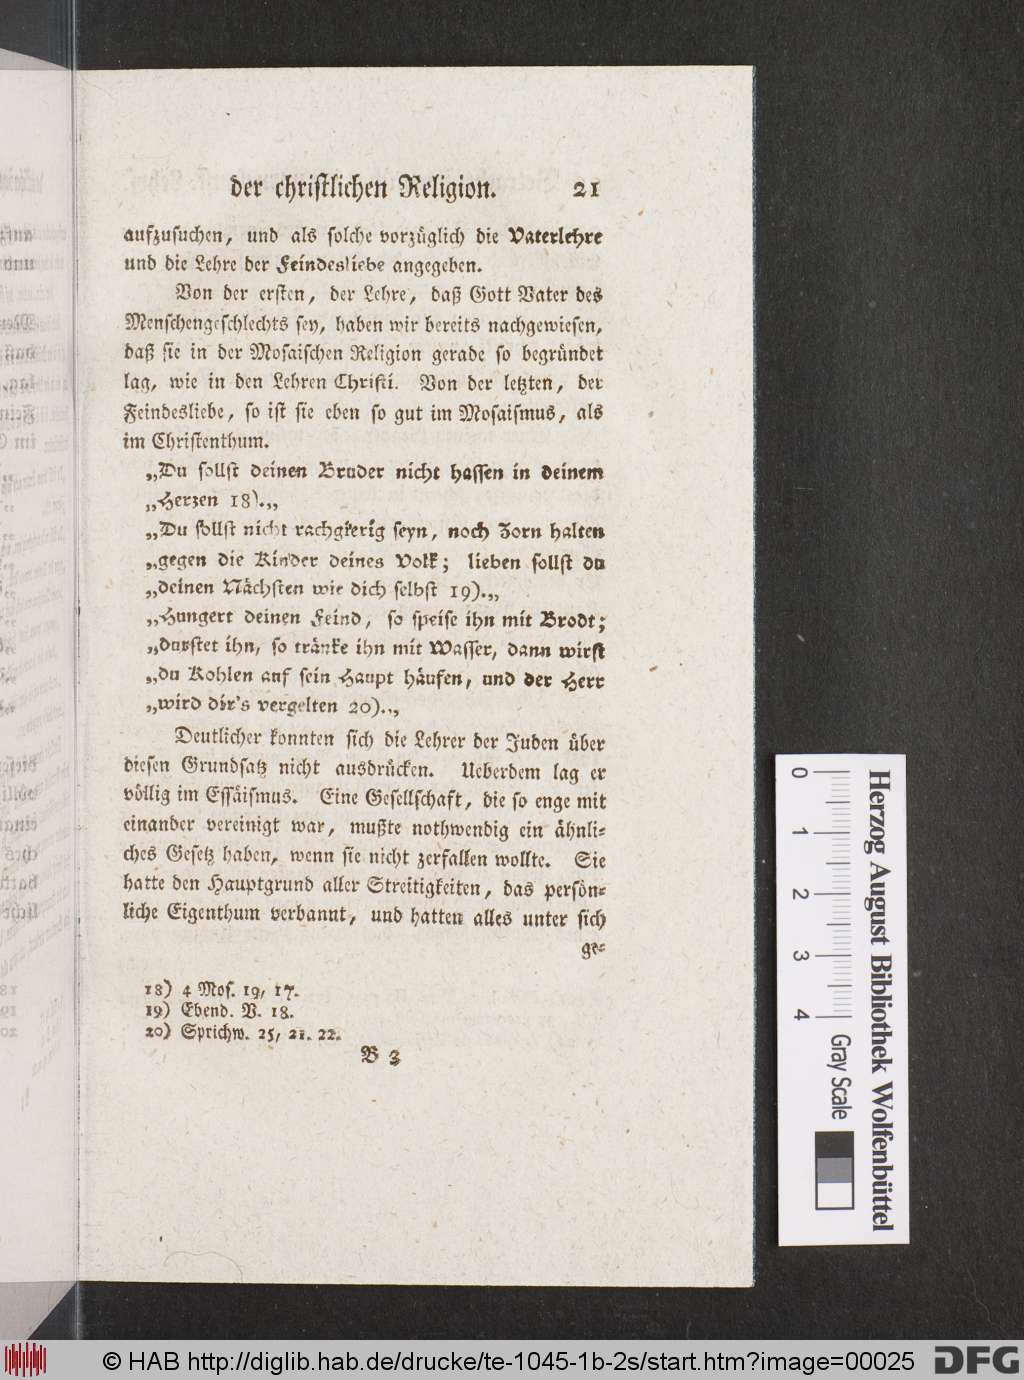 der christlichen Religion. 21
aufzusuchen, und als solche vorzüglich die Vaterlehre
und die Lehre der Feindesliebe angegeben.
Von der ersten, der Lehre, daß Gott Vater des
Menschengeschlechts sey, haben wir bereits nachgewiesen,
daß sie in der Mosaischen Religion gerade so begründet
lag, wie in den Lehren Christi. Von der letzten, der
Feindesliebe, so ist sie eben so gut im Mosaismus, als
im Christenthum.
„Du sollst deinen Bruder nicht hassen in deinem
„Herzen 18).„
„Du sollst nicht rachgierig seyn, noch Zorn halten
„gegen die Kinder deines Volk; lieben sollst du
„deinen Nächsten wie dich selbst 19).„
„Hungert deinen Feind, so speise ihn mit Brodt;
„durstet ihn, so tränke ihn mit Wasser, dann wirst
„du Kohlen auf sein Haupt häufen, und der Herr
„wird dir's vergelten 20).„
Deutlicher konnten sich die Lehrer der Juden über
diesen Grundsatz nicht ausdrücken. Ueberdem lag er
völlig im Essäismus. Eine Gesellschaft, die so enge mit
einander vereinigt war, mußte nothwendig ein ähnli-
ches Gesetz haben, wenn sie nicht zerfallen wollte. Sie
hatte den Hauptgrund aller Streitigkeiten, das persön-
liche Eigenthum verbannt, und hatten alles unter sich
ge-
18) 4 Mos. 19, 17.
19) Ebend. V. 18.
20) Sprichw. 25, 21. 22.
B 3
0 1 2 3 4
Gray Scale
Herzog August Bibliothek Wolfenbüttel
© HAB http://diglib.hab.de/drucke/te-1045-1b-2s/start.htm?image=00025
DFG